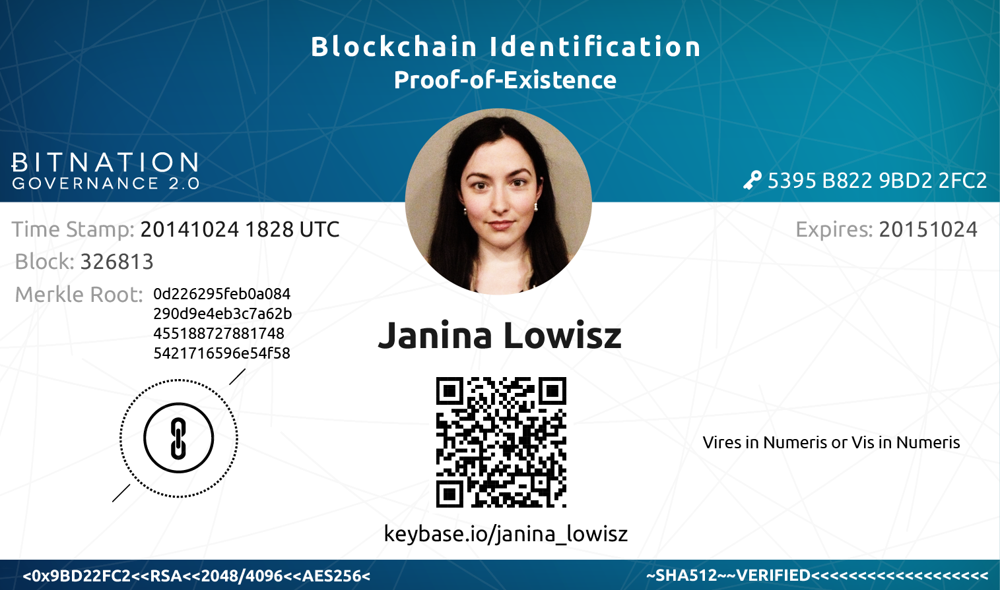 Blockchain Identification
Proof-of-Existence
BITNATION
GOVERNANCE 2.0
5395 B822 9BD2 2FC2
Time Stamp: 20141024 1828 UTC
Expires: 20151024
Block: 326813
Merkle Root: 0d226295feb0a084
290d9e4eb3c7a62b
455188727881748
5421716596e54f58
Janina Lowisz
Vires in Numeris or Vis in Numeris
keybase.io/janina_lowisz
<0x9BD22FC2<<RSA<<2048/4096<<AES256<
~SHA512~~VERIFIED<<<<<<<<<<<<<<<<<<<